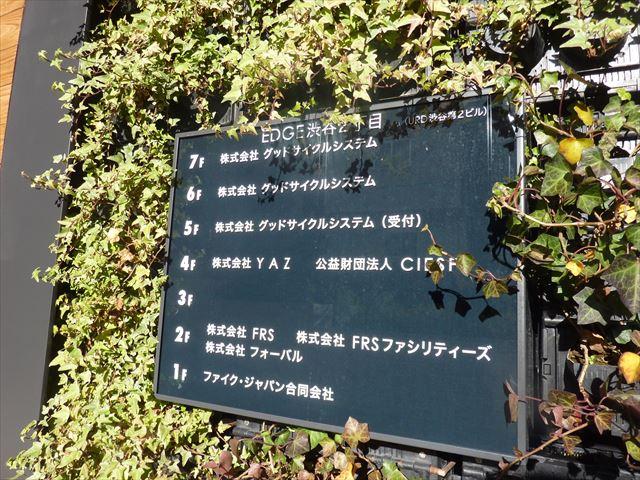 EDGE渋谷2丁目 (URD渋谷第2ビル)
7F 株式会社 グッドサイクルシステム
6F 株式会社 グッドサイクルシステム
5F 株式会社 グッドサイクルシステム（受付）
4F 株式会社 YAZ 公益財団法人 CIESF
3F
2F 株式会社 FRS 株式会社 FRSファシリティーズ
株式会社 フォーバル
1F ファイク・ジャパン合同会社